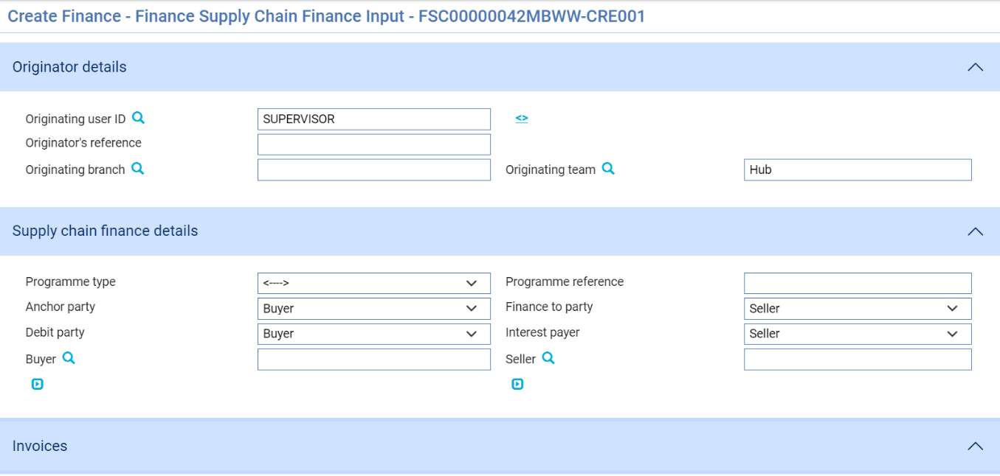 Create Finance - Finance Supply Chain Finance Input - FSC00000042MBWW-CRE001
Originator details
Originating user ID SUPERVISOR <>
Originator's reference
Originating branch Originating team Hub
Supply chain finance details
Programme type <----> Programme reference
Anchor party Buyer Finance to party Seller
Debit party Buyer Interest payer Seller
Buyer Seller
Invoices